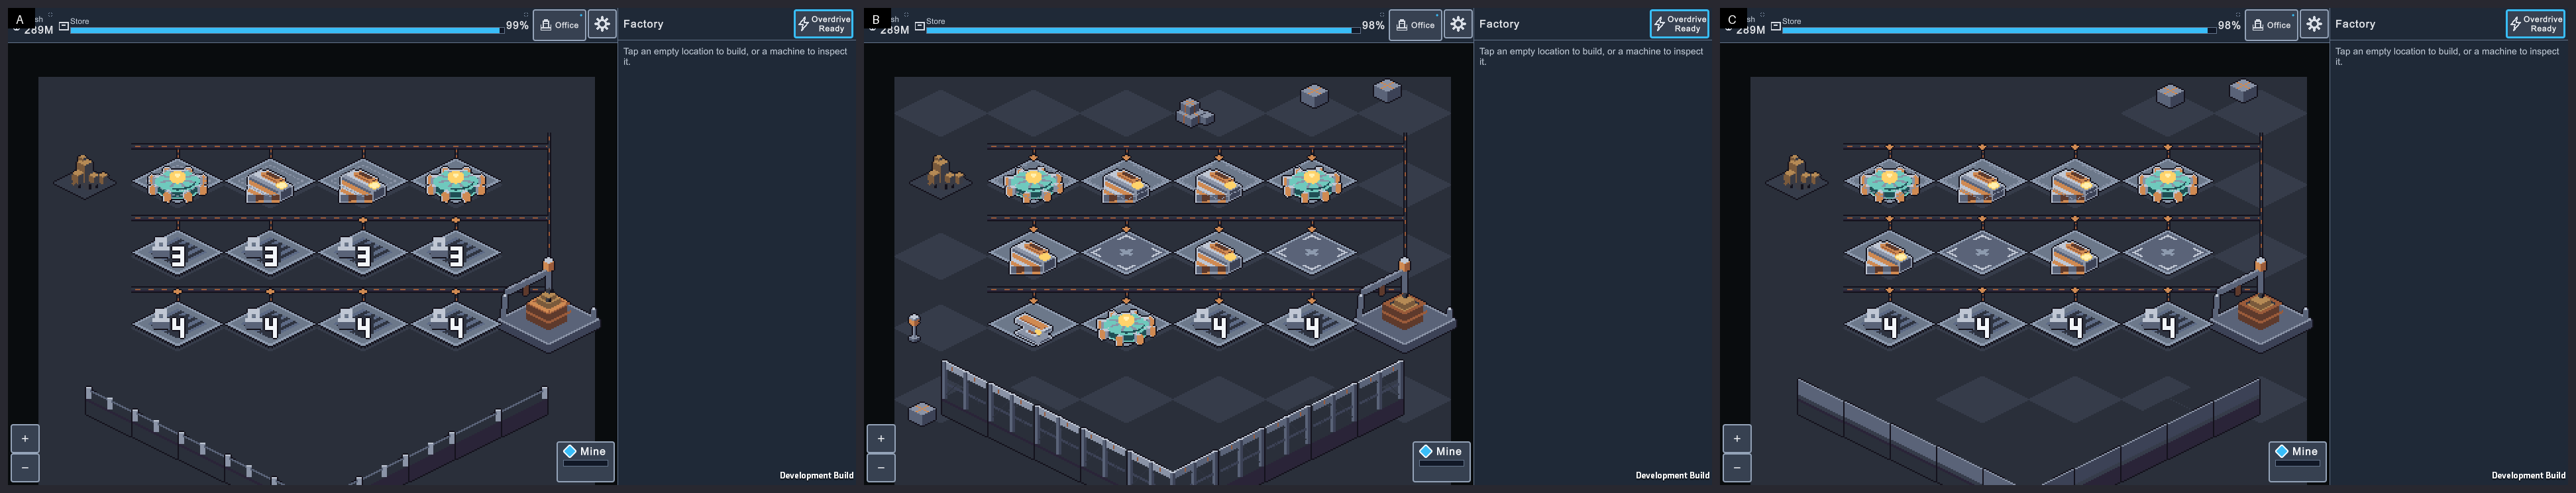 A
289M
Store
99%
Office
Factory
Overdrive
Ready
Tap an empty location to build, or a machine to inspect
it.
3 3 3 3
4 4 4 4
+
−
Mine
Development Build
B
289M
Store
98%
Office
Factory
Overdrive
Ready
Tap an empty location to build, or a machine to inspect
it.
4 4
+
−
Mine
Development Build
C
289M
Store
98%
Office
Factory
Overdrive
Ready
Tap an empty location to build, or a machine to inspect
it.
4 4 4 4
+
−
Mine
Development Build